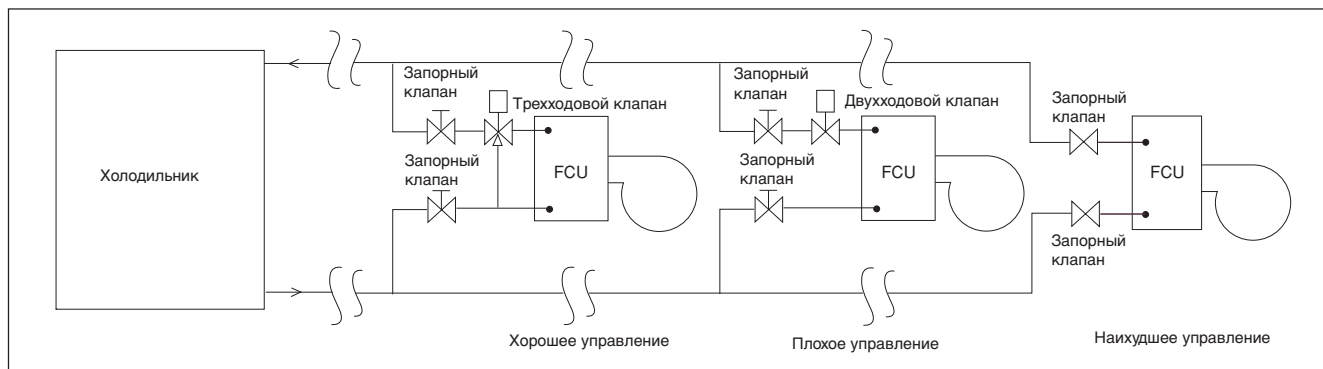 Холодильник
Запорный
клапан
Трехходовой клапан
Запорный
клапан
FCU
Хорошее управление
Запорный
клапан
Двухходовой клапан
Запорный
клапан
FCU
Плохое управление
Запорный
клапан
FCU
Запорный
клапан
Наихудшее управление